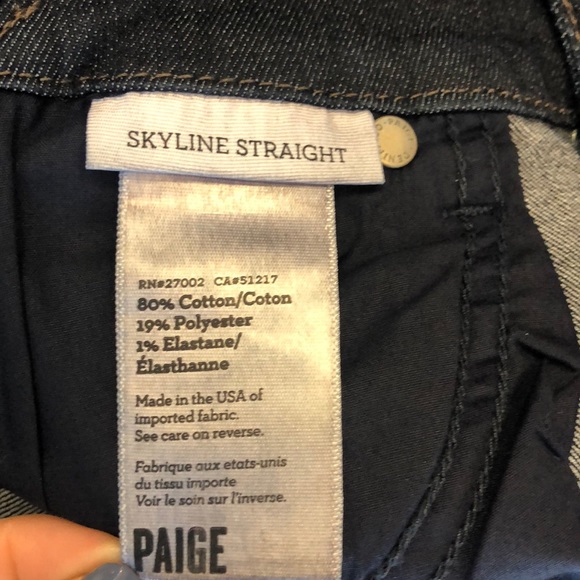 SKYLINE STRAIGHT
RN#27002 CA#51217
80% Cotton/Coton
19% Polyester
1% Elastane/
Élasthanne
Made in the USA of
imported fabric.
See care on reverse.
Fabrique aux etats-unis
du tissu importe
Voir le soin sur l'inverse.
PAIGE